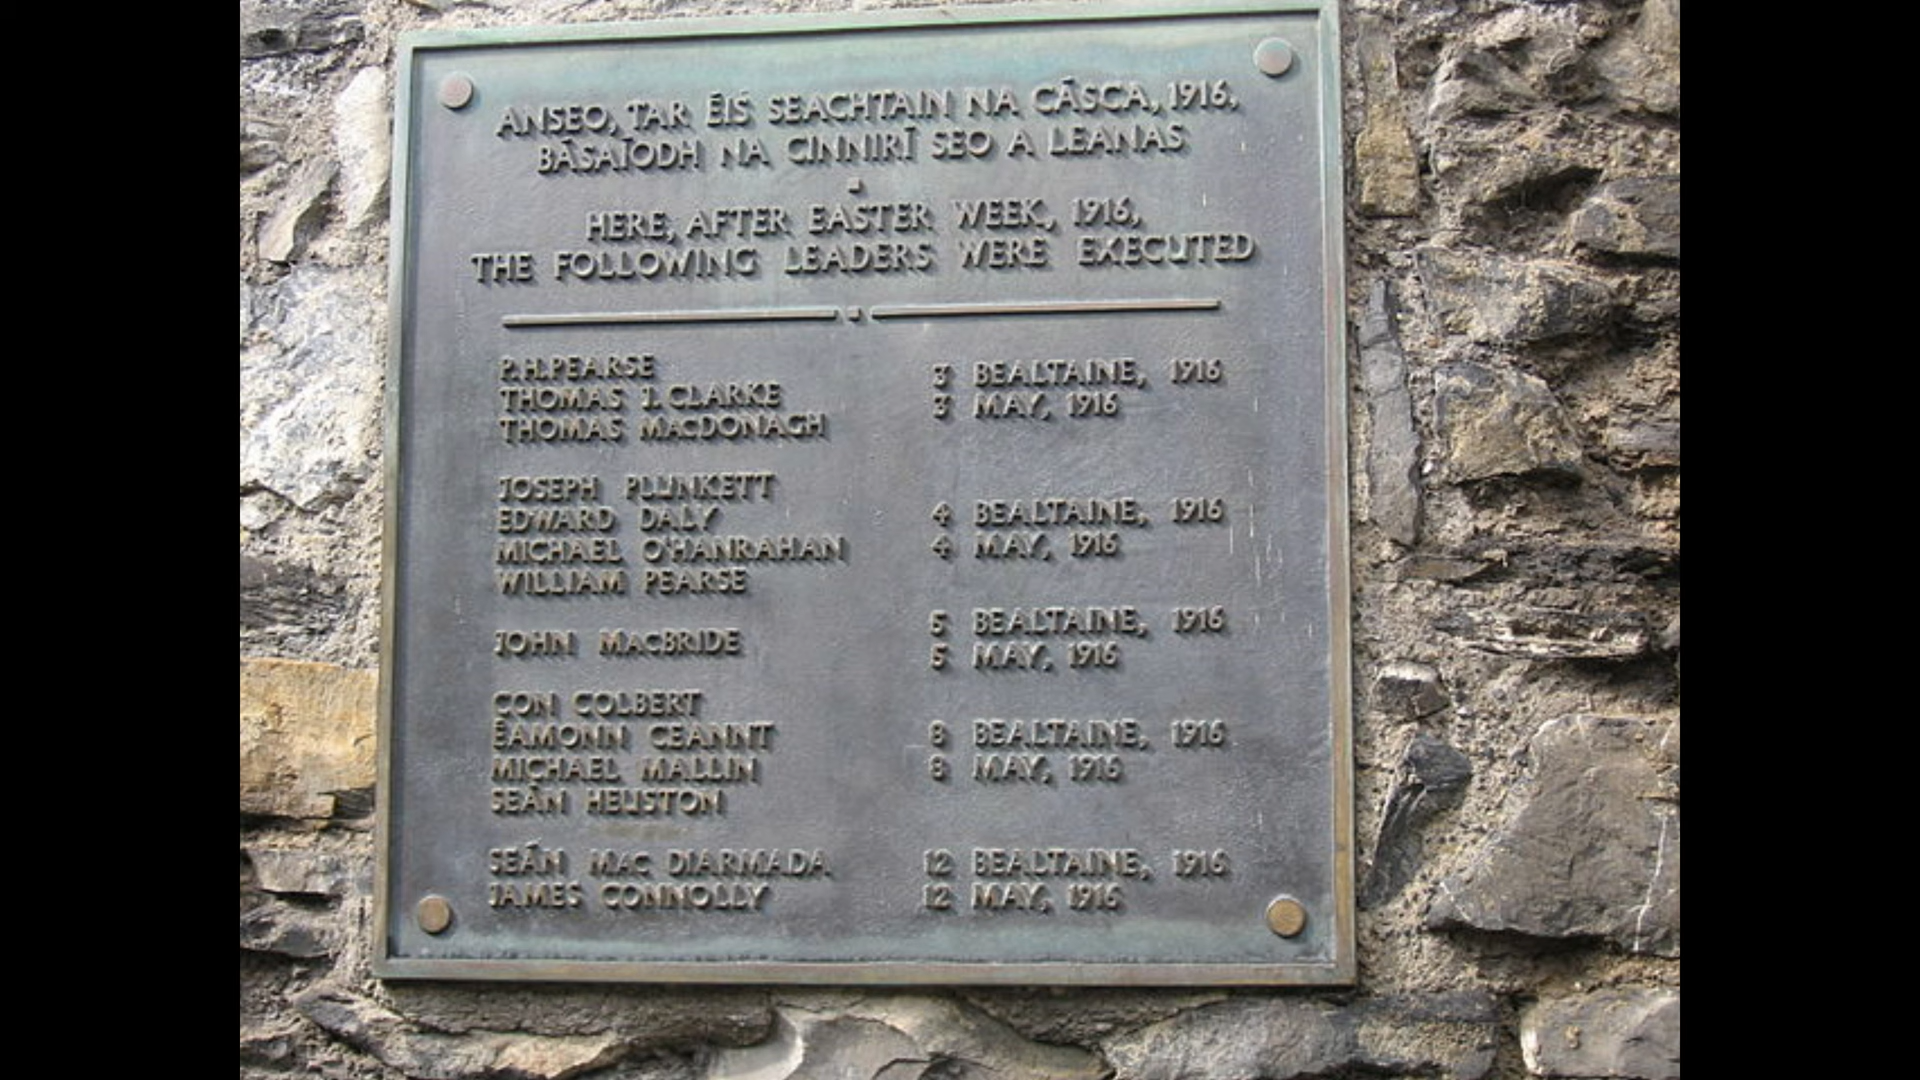 ANSEO, TAR ÉIS SEACHTAIN NA CÁSCA, 1916,
BÁSAÍODH NA CINNIRÍ SEO A LEANAS
HERE, AFTER EASTER WEEK, 1916,
THE FOLLOWING LEADERS WERE EXECUTED
P.H.PEARSE
THOMAS J. CLARKE
THOMAS MACDONAGH
3 BEALTAINE, 1916
3 MAY, 1916
JOSEPH PLUNKETT
EDWARD DALY
MICHAEL O'HANRAHAN
WILLIAM PEARSE
4 BEALTAINE, 1916
4 MAY, 1916
JOHN MACBRIDE
5 BEALTAINE, 1916
5 MAY, 1916
CON COLBERT
ÉAMONN CEANNT
MICHAEL MALLIN
SEÁN HEUSTON
8 BEALTAINE, 1916
8 MAY, 1916
SEÁN MAC DIARMADA
JAMES CONNOLLY
12 BEALTAINE, 1916
12 MAY, 1916